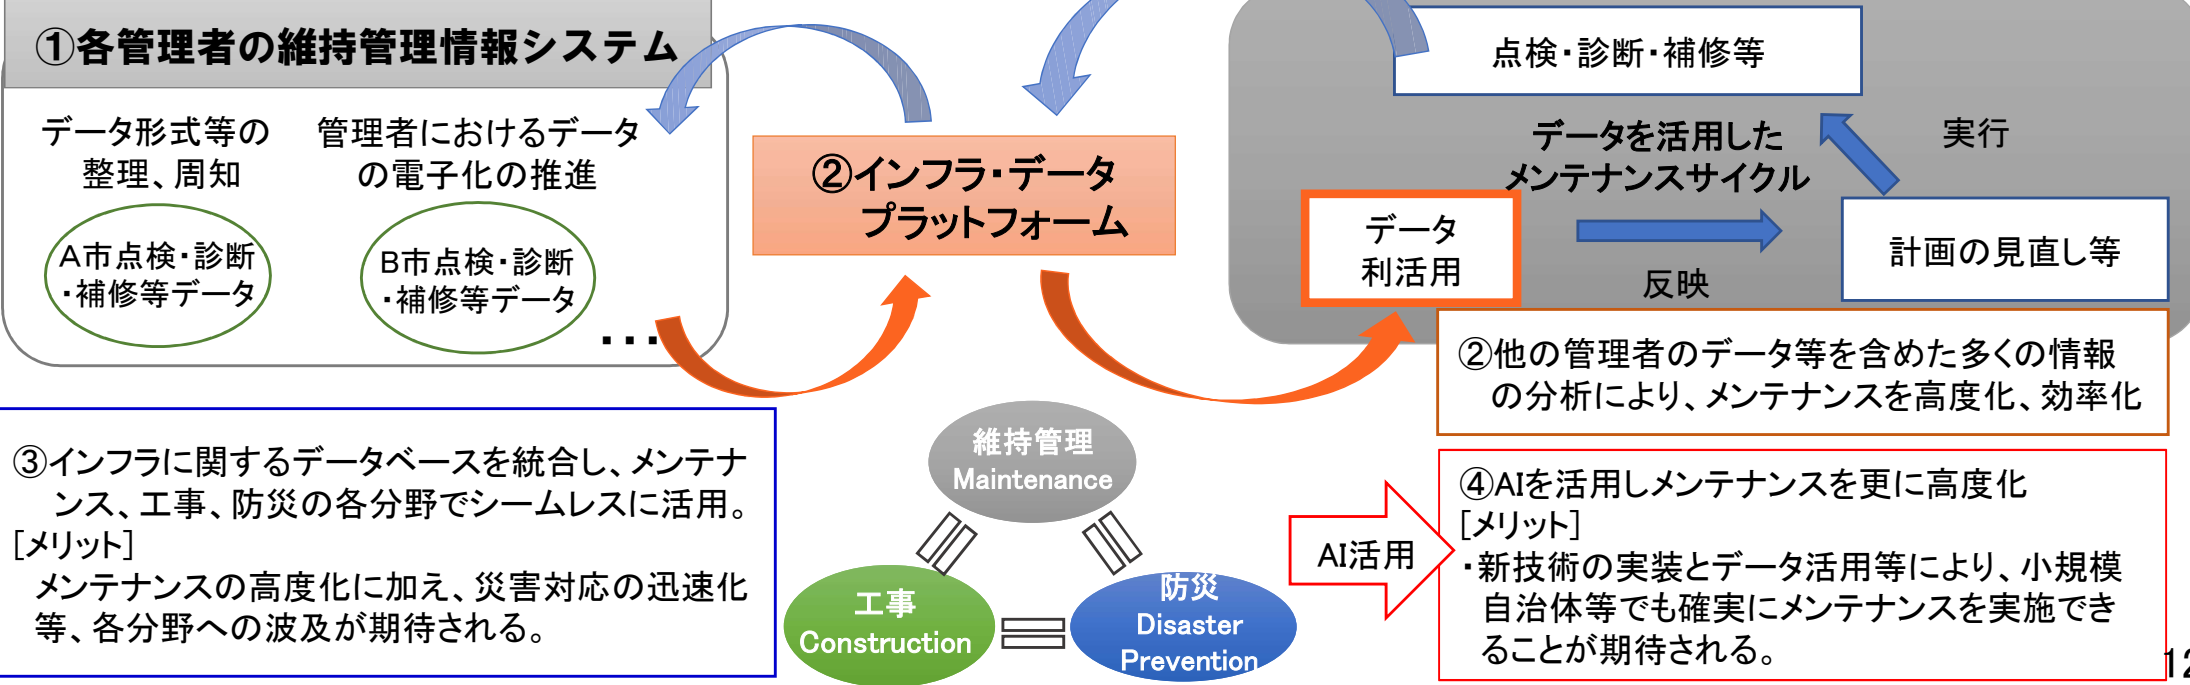 ①各管理者の維持管理情報システム
データ形式等の
整理、周知
管理者におけるデータ
の電子化の推進
A市点検・診断
・補修等データ
B市点検・診断
・補修等データ
・・・
②インフラ・データ
プラットフォーム
点検・診断・補修等
データを活用した
メンテナンスサイクル
実行
データ
利活用
反映
計画の見直し等
②他の管理者のデータ等を含めた多くの情報
の分析により、メンテナンスを高度化、効率化
③インフラに関するデータベースを統合し、メンテナ
ンス、工事、防災の各分野でシームレスに活用。
[メリット]
メンテナンスの高度化に加え、災害対応の迅速化
等、各分野への波及が期待される。
維持管理
Maintenance
工事
Construction
防災
Disaster
Prevention
AI活用
④AIを活用しメンテナンスを更に高度化
[メリット]
・新技術の実装とデータ活用等により、小規模
自治体等でも確実にメンテナンスを実施でき
ることが期待される。
12